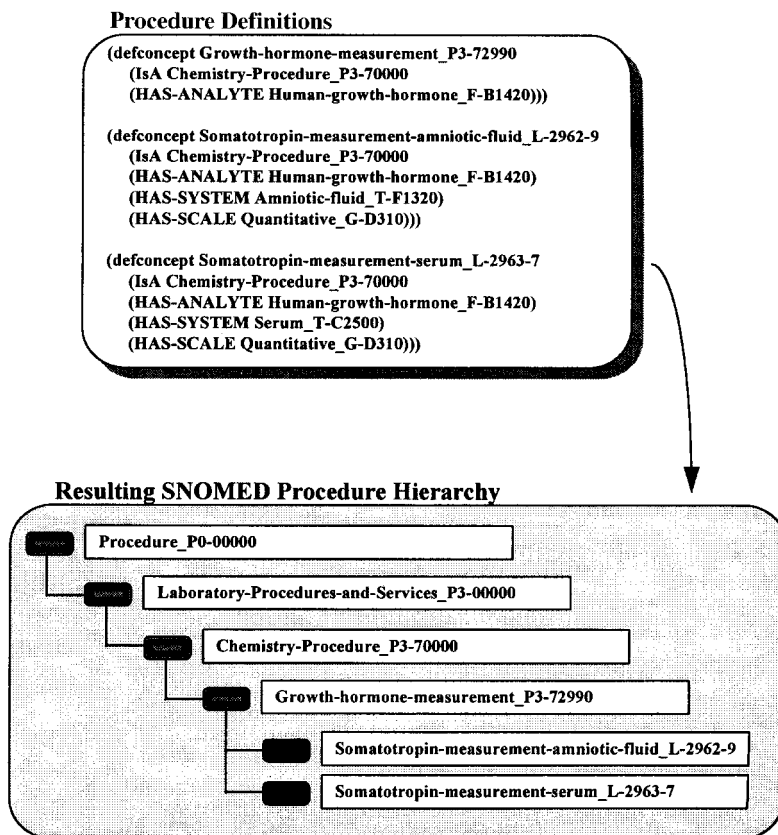 Procedure Definitions
(defconcept Growth-hormone-measurement_P3-72990
(IsA Chemistry-Procedure_P3-70000
(HAS-ANALYTE Human-growth-hormone_F-B1420)))
(defconcept Somatotropin-measurement-amniotic-fluid_L-2962-9
(IsA Chemistry-Procedure_P3-70000
(HAS-ANALYTE Human-growth-hormone_F-B1420)
(HAS-SYSTEM Amniotic-fluid_T-F1320)
(HAS-SCALE Quantitative_G-D310)))
(defconcept Somatotropin-measurement-serum_L-2963-7
(IsA Chemistry-Procedure_P3-70000
(HAS-ANALYTE Human-growth-hormone_F-B1420)
(HAS-SYSTEM Serum_T-C2500)
(HAS-SCALE Quantitative_G-D310)))
Resulting SNOMED Procedure Hierarchy
Procedure_P0-00000
Laboratory-Procedures-and-Services_P3-00000
Chemistry-Procedure_P3-70000
Growth-hormone-measurement_P3-72990
Somatotropin-measurement-amniotic-fluid_L-2962-9
Somatotropin-measurement-serum_L-2963-7